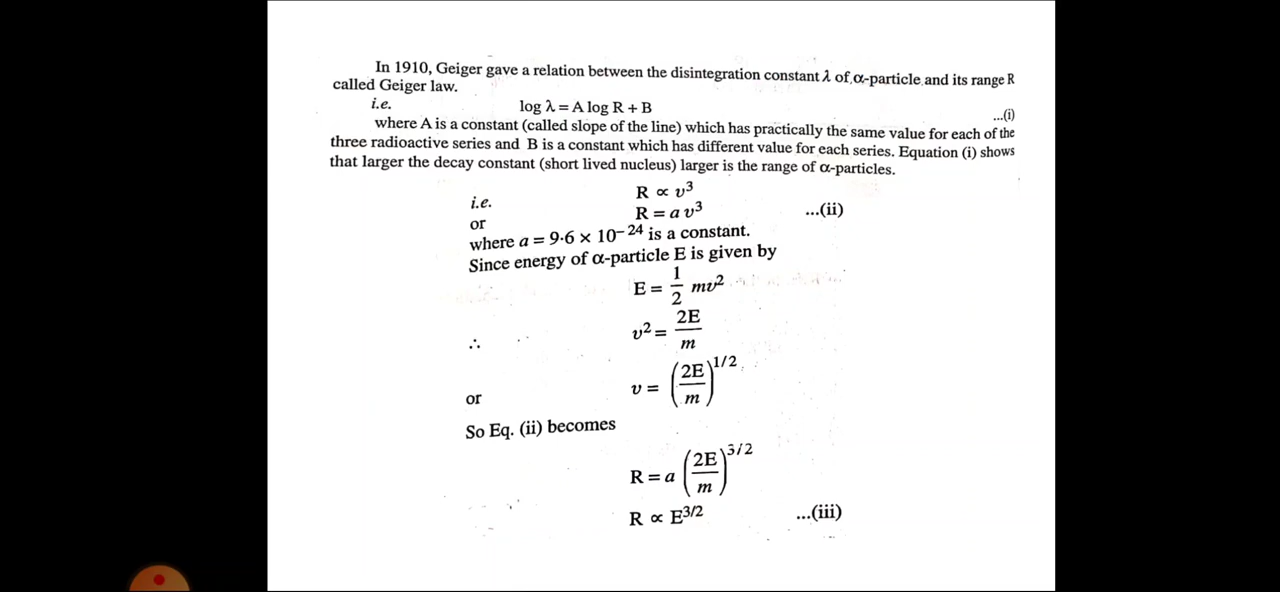 In 1910, Geiger gave a relation between the disintegration constant λ of α-particle and its range R
called Geiger law.
i.e. log λ = A log R + B ...(i)
where A is a constant (called slope of the line) which has practically the same value for each of the
three radioactive series and B is a constant which has different value for each series. Equation (i) shows
that larger the decay constant (short lived nucleus) larger is the range of α-particles.
i.e. R ∝ v³
or R = a v³ ...(ii)
where a = 9·6 × 10⁻²⁴ is a constant.
Since energy of α-particle E is given by
E = 1/2 mv²
∴ v² = 2E/m
or v = (2E/m)^1/2
So Eq. (ii) becomes
R = a (2E/m)^3/2
R ∝ E^3/2 ...(iii)